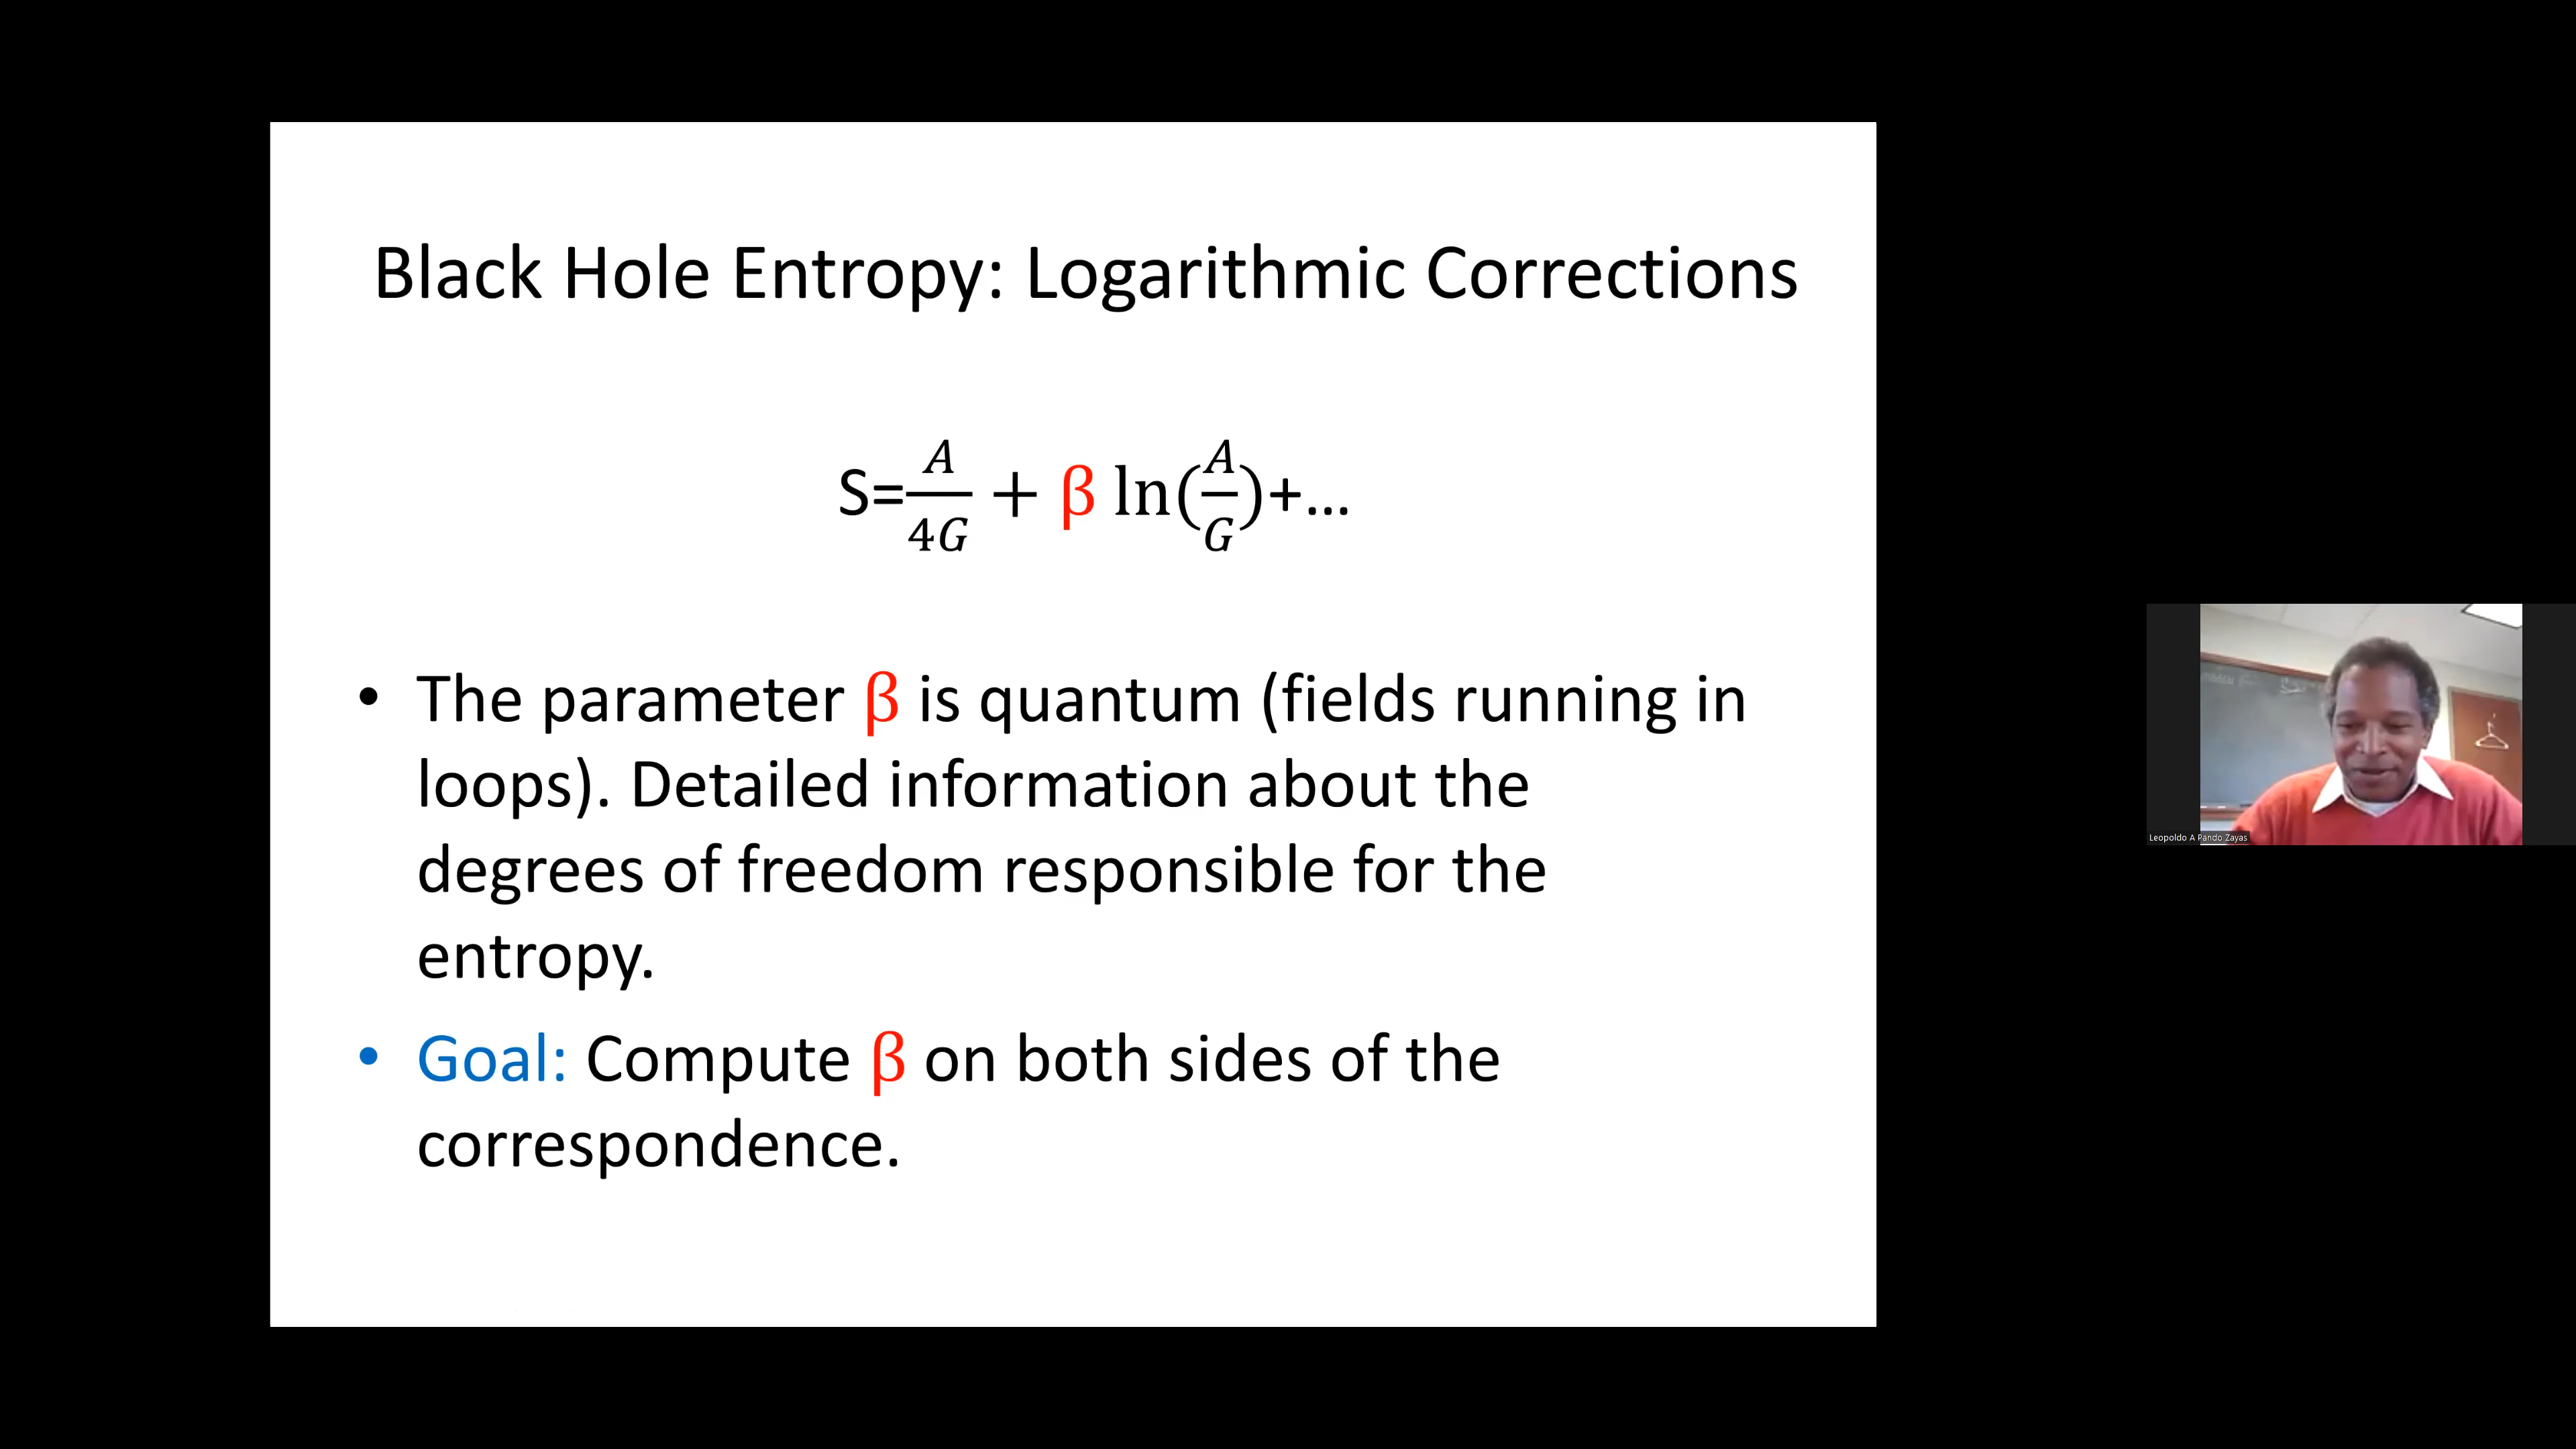 Black Hole Entropy: Logarithmic Corrections
S=A/4G + β ln(A/G)+...
• The parameter β is quantum (fields running in
loops). Detailed information about the
degrees of freedom responsible for the
entropy.
• Goal: Compute β on both sides of the
correspondence.
Leopoldo A Pando Zayas